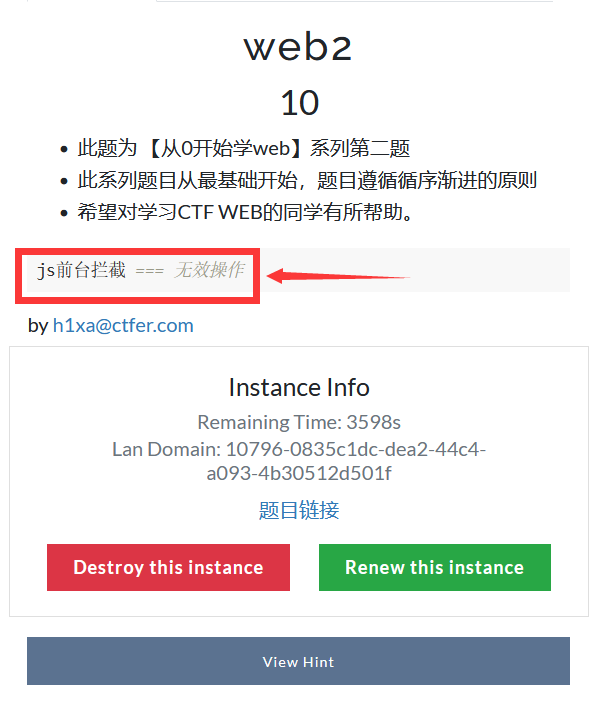 web2
10
此题为 【从0开始学web】系列第二题
此系列题目从最基础开始，题目遵循循序渐进的原则
希望对学习CTF WEB的同学有所帮助。
js前台拦截 === 无效操作
by h1xa@ctfer.com
Instance Info
Remaining Time: 3598s
Lan Domain: 10796-0835c1dc-dea2-44c4-
a093-4b30512d501f
题目链接
Destroy this instance Renew this instance
View Hint